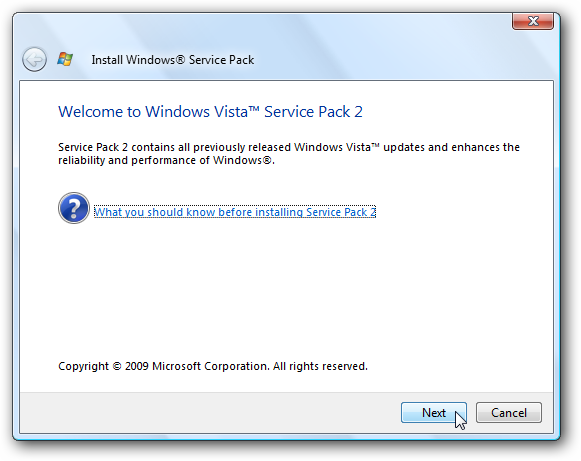 Install Windows® Service Pack
Welcome to Windows Vista™ Service Pack 2
Service Pack 2 contains all previously released Windows Vista™ updates and enhances the
reliability and performance of Windows®.
What you should know before installing Service Pack 2
Copyright © 2009 Microsoft Corporation. All rights reserved.
Next
Cancel